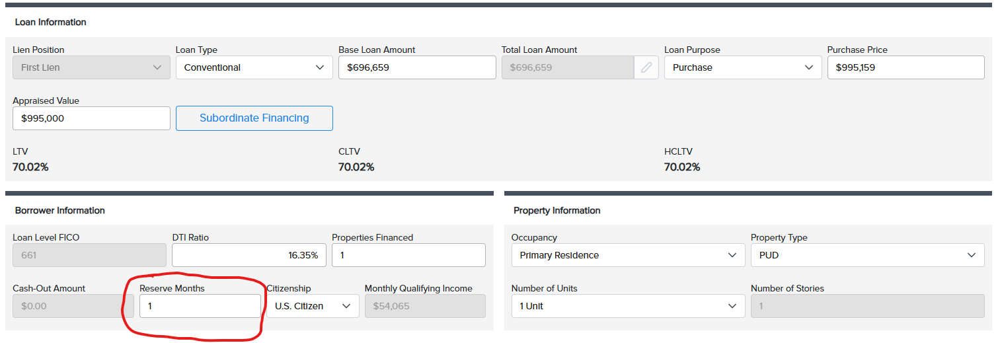 Loan Information
Lien Position Loan Type Base Loan Amount Total Loan Amount Loan Purpose Purchase Price
First Lien Conventional $696,659 $696,659 Purchase $995,159
Appraised Value
$995,000 Subordinate Financing
LTV CLTV HCLTV
70.02% 70.02% 70.02%
Borrower Information
Loan Level FICO DTI Ratio Properties Financed
661 16.35% 1
Cash-Out Amount Reserve Months Citizenship Monthly Qualifying Income
$0.00 1 U.S. Citizen $54,065
Property Information
Occupancy Property Type
Primary Residence PUD
Number of Units Number of Stories
1 Unit 1